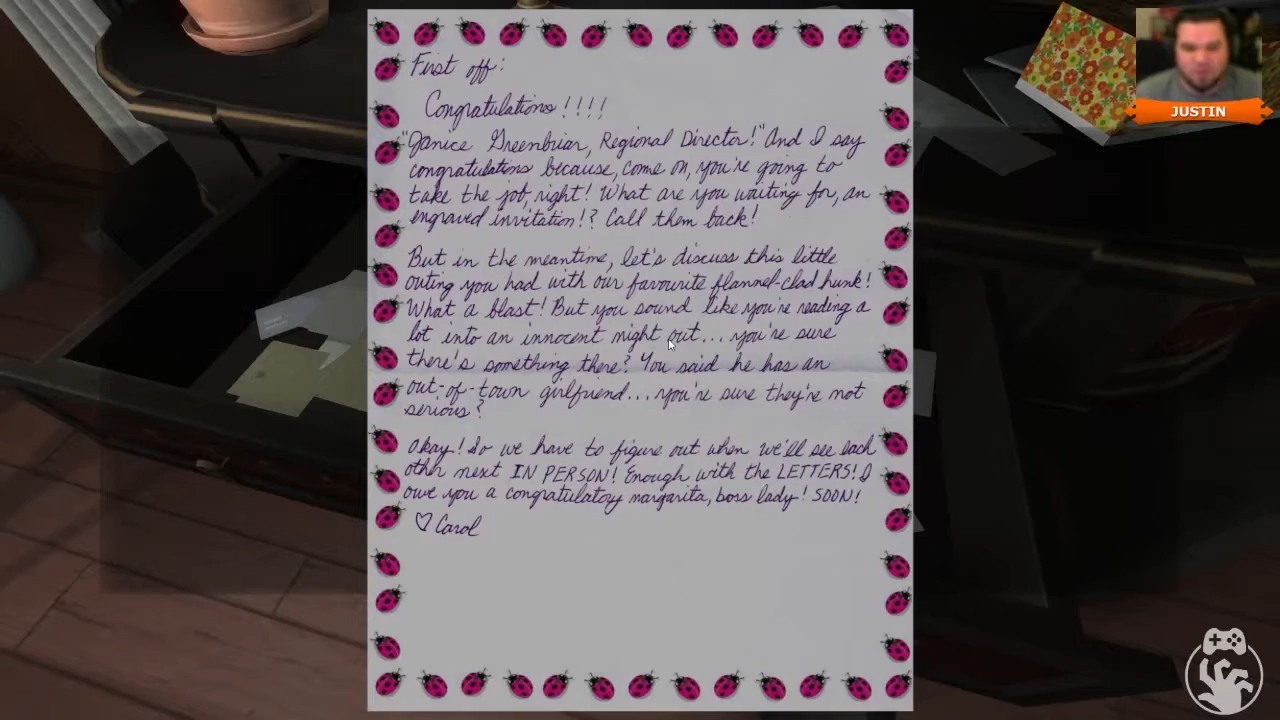 First off:
Congratulations!!!!
"Janice Greenbriar, Regional Director!" And I say
congratulations because, come on, you're going to
take the job, right! What are you waiting for, an
engraved invitation!? Call them back!
But in the meantime, let's discuss this little
outing you had with our favourite flannel-clad hunk!
What a blast! But you sound like you're reading a
lot into an innocent night out... you're sure
there's something there? You said he has an
out-of-town girlfriend... you're sure they're not
serious?
Okay! So we have to figure out when we'll see each
other next IN PERSON! Enough with the LETTERS! I
owe you a congratulatory margarita, boss lady! SOON!
♡ Carol
JUSTIN